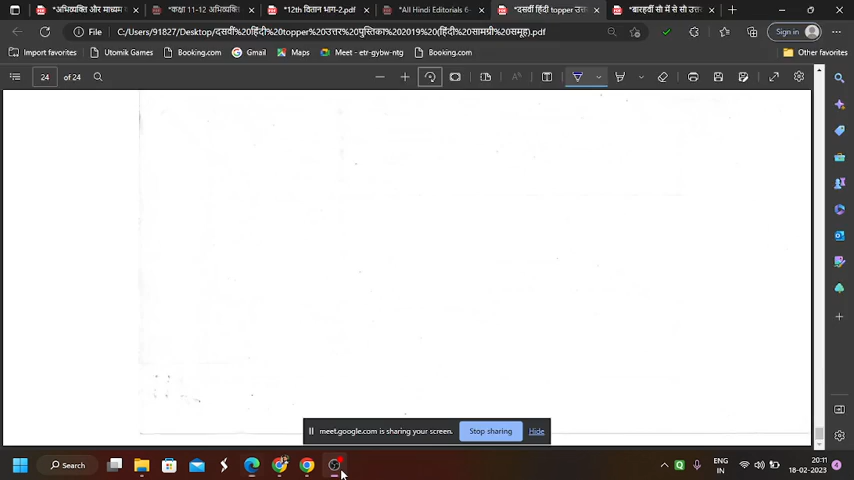 *अभिव्यक्ति और माध्यम
*कक्षा 11-12 अभिव्यक्ति
*12th वितान भाग-2.pdf
*All Hindi Editorials 6-
*दसवीं हिंदी topper उत्त
*बारहवीं सी में से सौ उत्त
File
C:/Users/91827/Desktop/दसवीं%20हिंदी%20topper%20उत्तर%20पुस्तिका%202019%20(हिंदी%20सामग्री%20समूह).pdf
Sign in
Import favorites
Utomik Games
Booking.com
Gmail
Maps
Meet - etr-gybw-ntg
Booking.com
Other favorites
24 of 24
meet.google.com is sharing your screen.
Stop sharing
Hide
Search
ENG
IN
20:11
18-02-2023
4